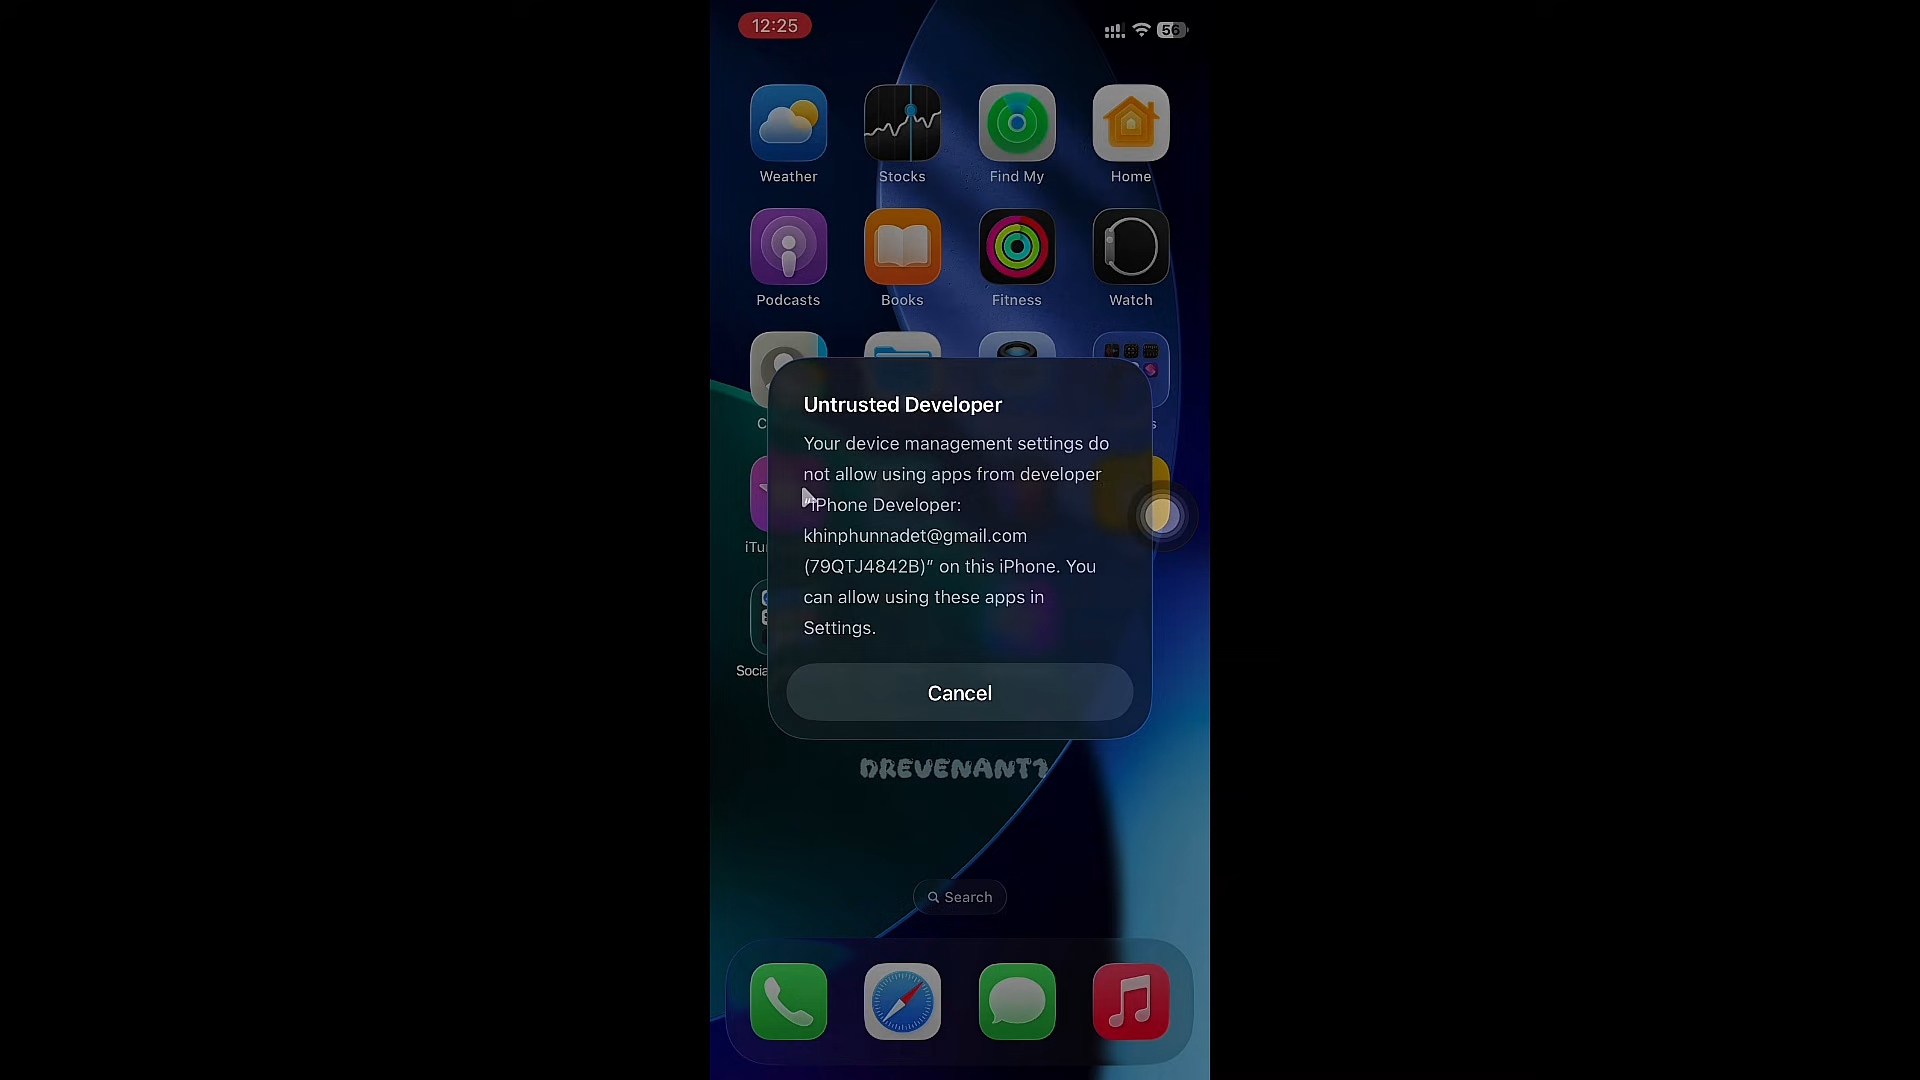 12:25
56
Weather
Stocks
Find My
Home
Podcasts
Books
Fitness
Watch
Untrusted Developer
Your device management settings do
not allow using apps from developer
“iPhone Developer:
khinphunnadet@gmail.com
(79QTJ4842B)” on this iPhone. You
can allow using these apps in
Settings.
Cancel
DREVENANT7
Search